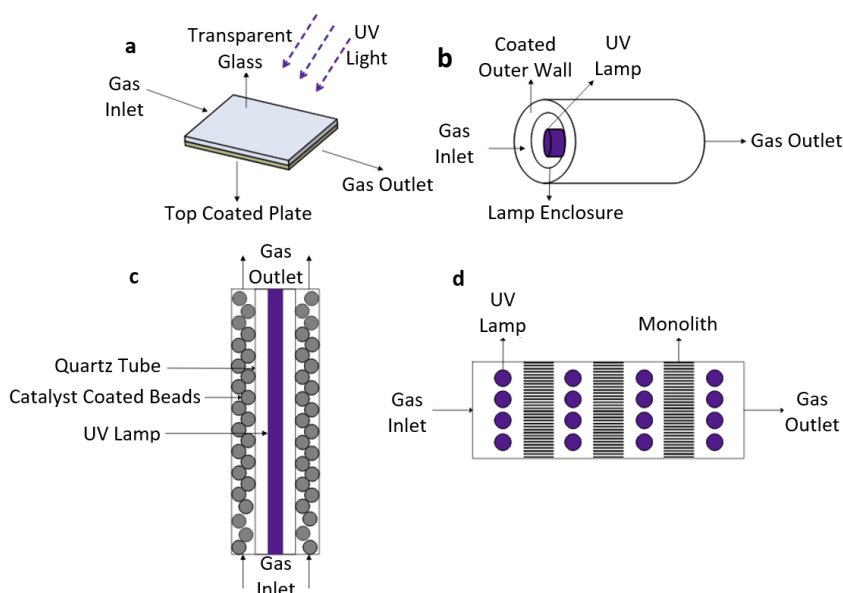 a
Transparent
Glass
UV
Light
Gas
Inlet
Gas Outlet
Top Coated Plate
b
Coated
Outer Wall
UV
Lamp
Gas
Inlet
Gas Outlet
Lamp Enclosure
c
Gas
Outlet
Quartz Tube
Catalyst Coated Beads
UV Lamp
Gas
Inlet
d
UV
Lamp
Monolith
Gas
Inlet
Gas
Outlet